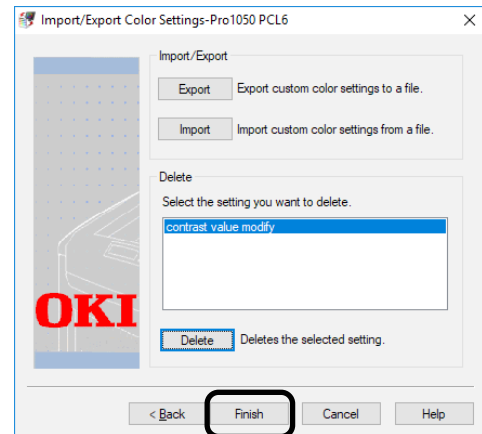 Import/Export Color Settings-Pro1050 PCL6
Import/Export
Export Export custom color settings to a file.
Import Import custom color settings from a file.
Delete
Select the setting you want to delete.
contrast value modify
OKI
Delete Deletes the selected setting.
< Back Finish Cancel Help